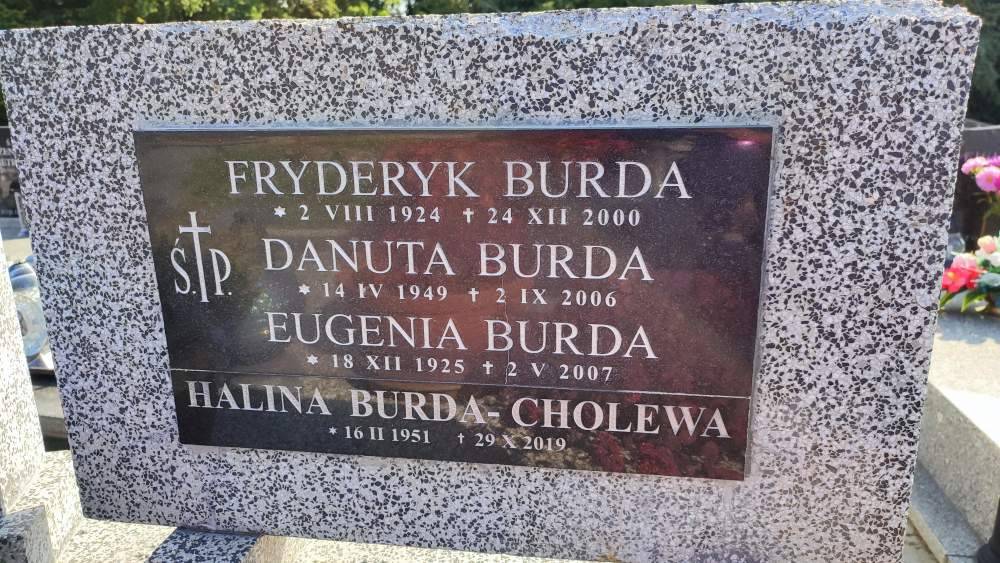 FRYDERYK BURDA
* 2 VIII 1924 † 24 XII 2000
Ś.†P.
DANUTA BURDA
* 14 IV 1949 † 2 IX 2006
EUGENIA BURDA
* 18 XII 1925 † 2 V 2007
HALINA BURDA- CHOLEWA
* 16 II 1951 † 29 X 2019